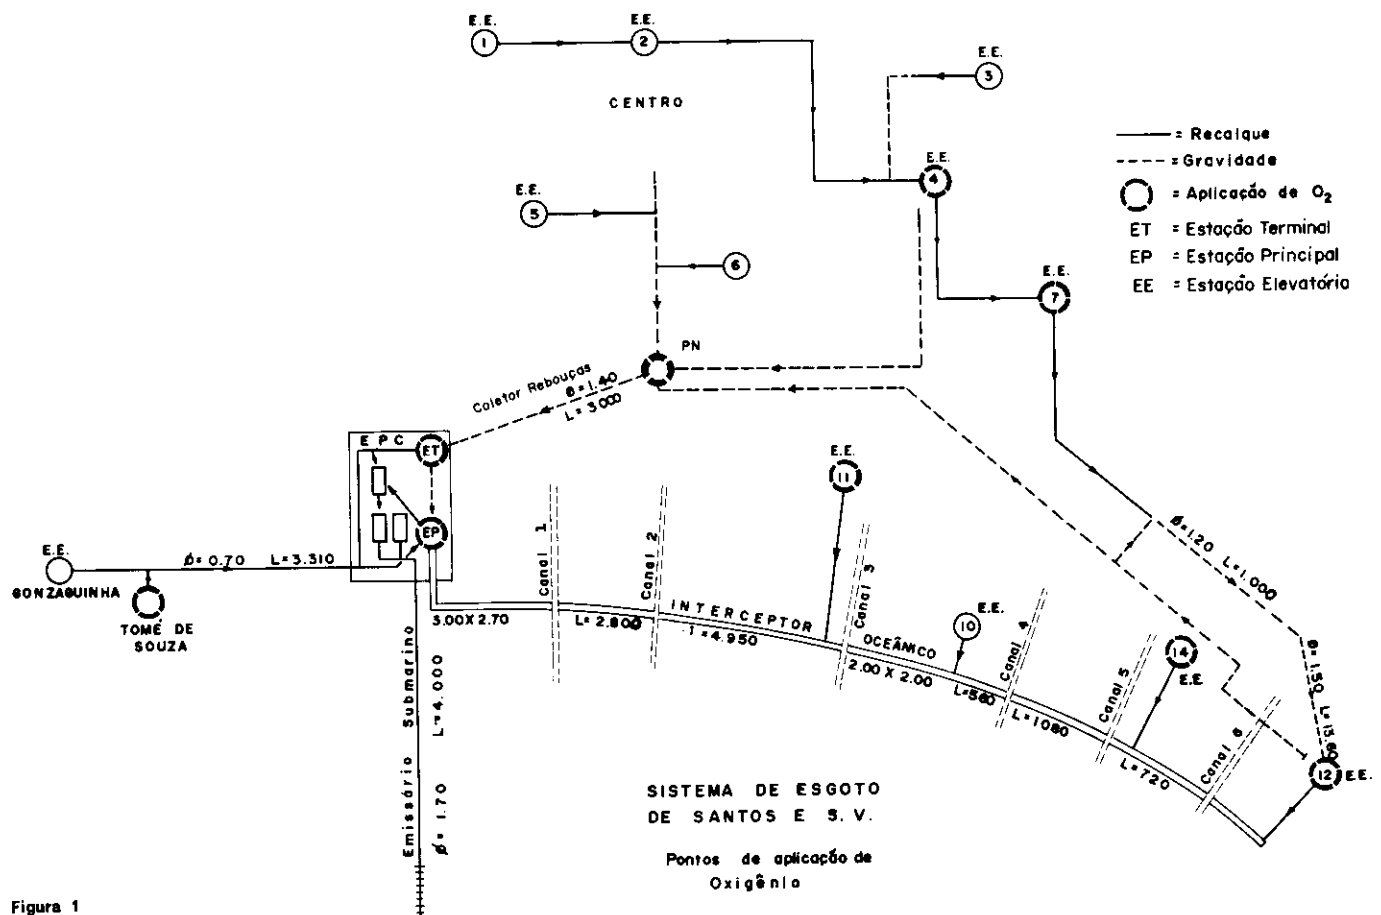 E.E.
1
E.E.
2
E.E.
3
CENTRO
E.E.
4
E.E.
5
6
E.E.
7
= Recalque
= Gravidade
= Aplicação de O2
ET = Estação Terminal
EP = Estação Principal
EE = Estação Elevatória
PN
Coletor Rebouças
Ø=1.40
L=3.000
EPC
ET
EP
E.E.
GONZAGUINHA
Ø=0.70 L=3.310
TOMÉ DE
SOUZA
E.E.
11
Canal 1
Canal 2
Canal 3
Canal 4
Canal 5
Canal 6
3.00X2.70
L=2.800
INTERCEPTOR
L=4.950
OCEÂNICO
2.00 X 2.00
10
E.E.
L=560
L=1080
14
E.E.
L=720
Ø=1.20 L=1.000
Ø=1.50
12
E.E.
Emissário Submarino
Ø=1.70 L=4.000
SISTEMA DE ESGOTO
DE SANTOS E S.V.
Pontos de aplicação de
Oxigênio
Figura 1